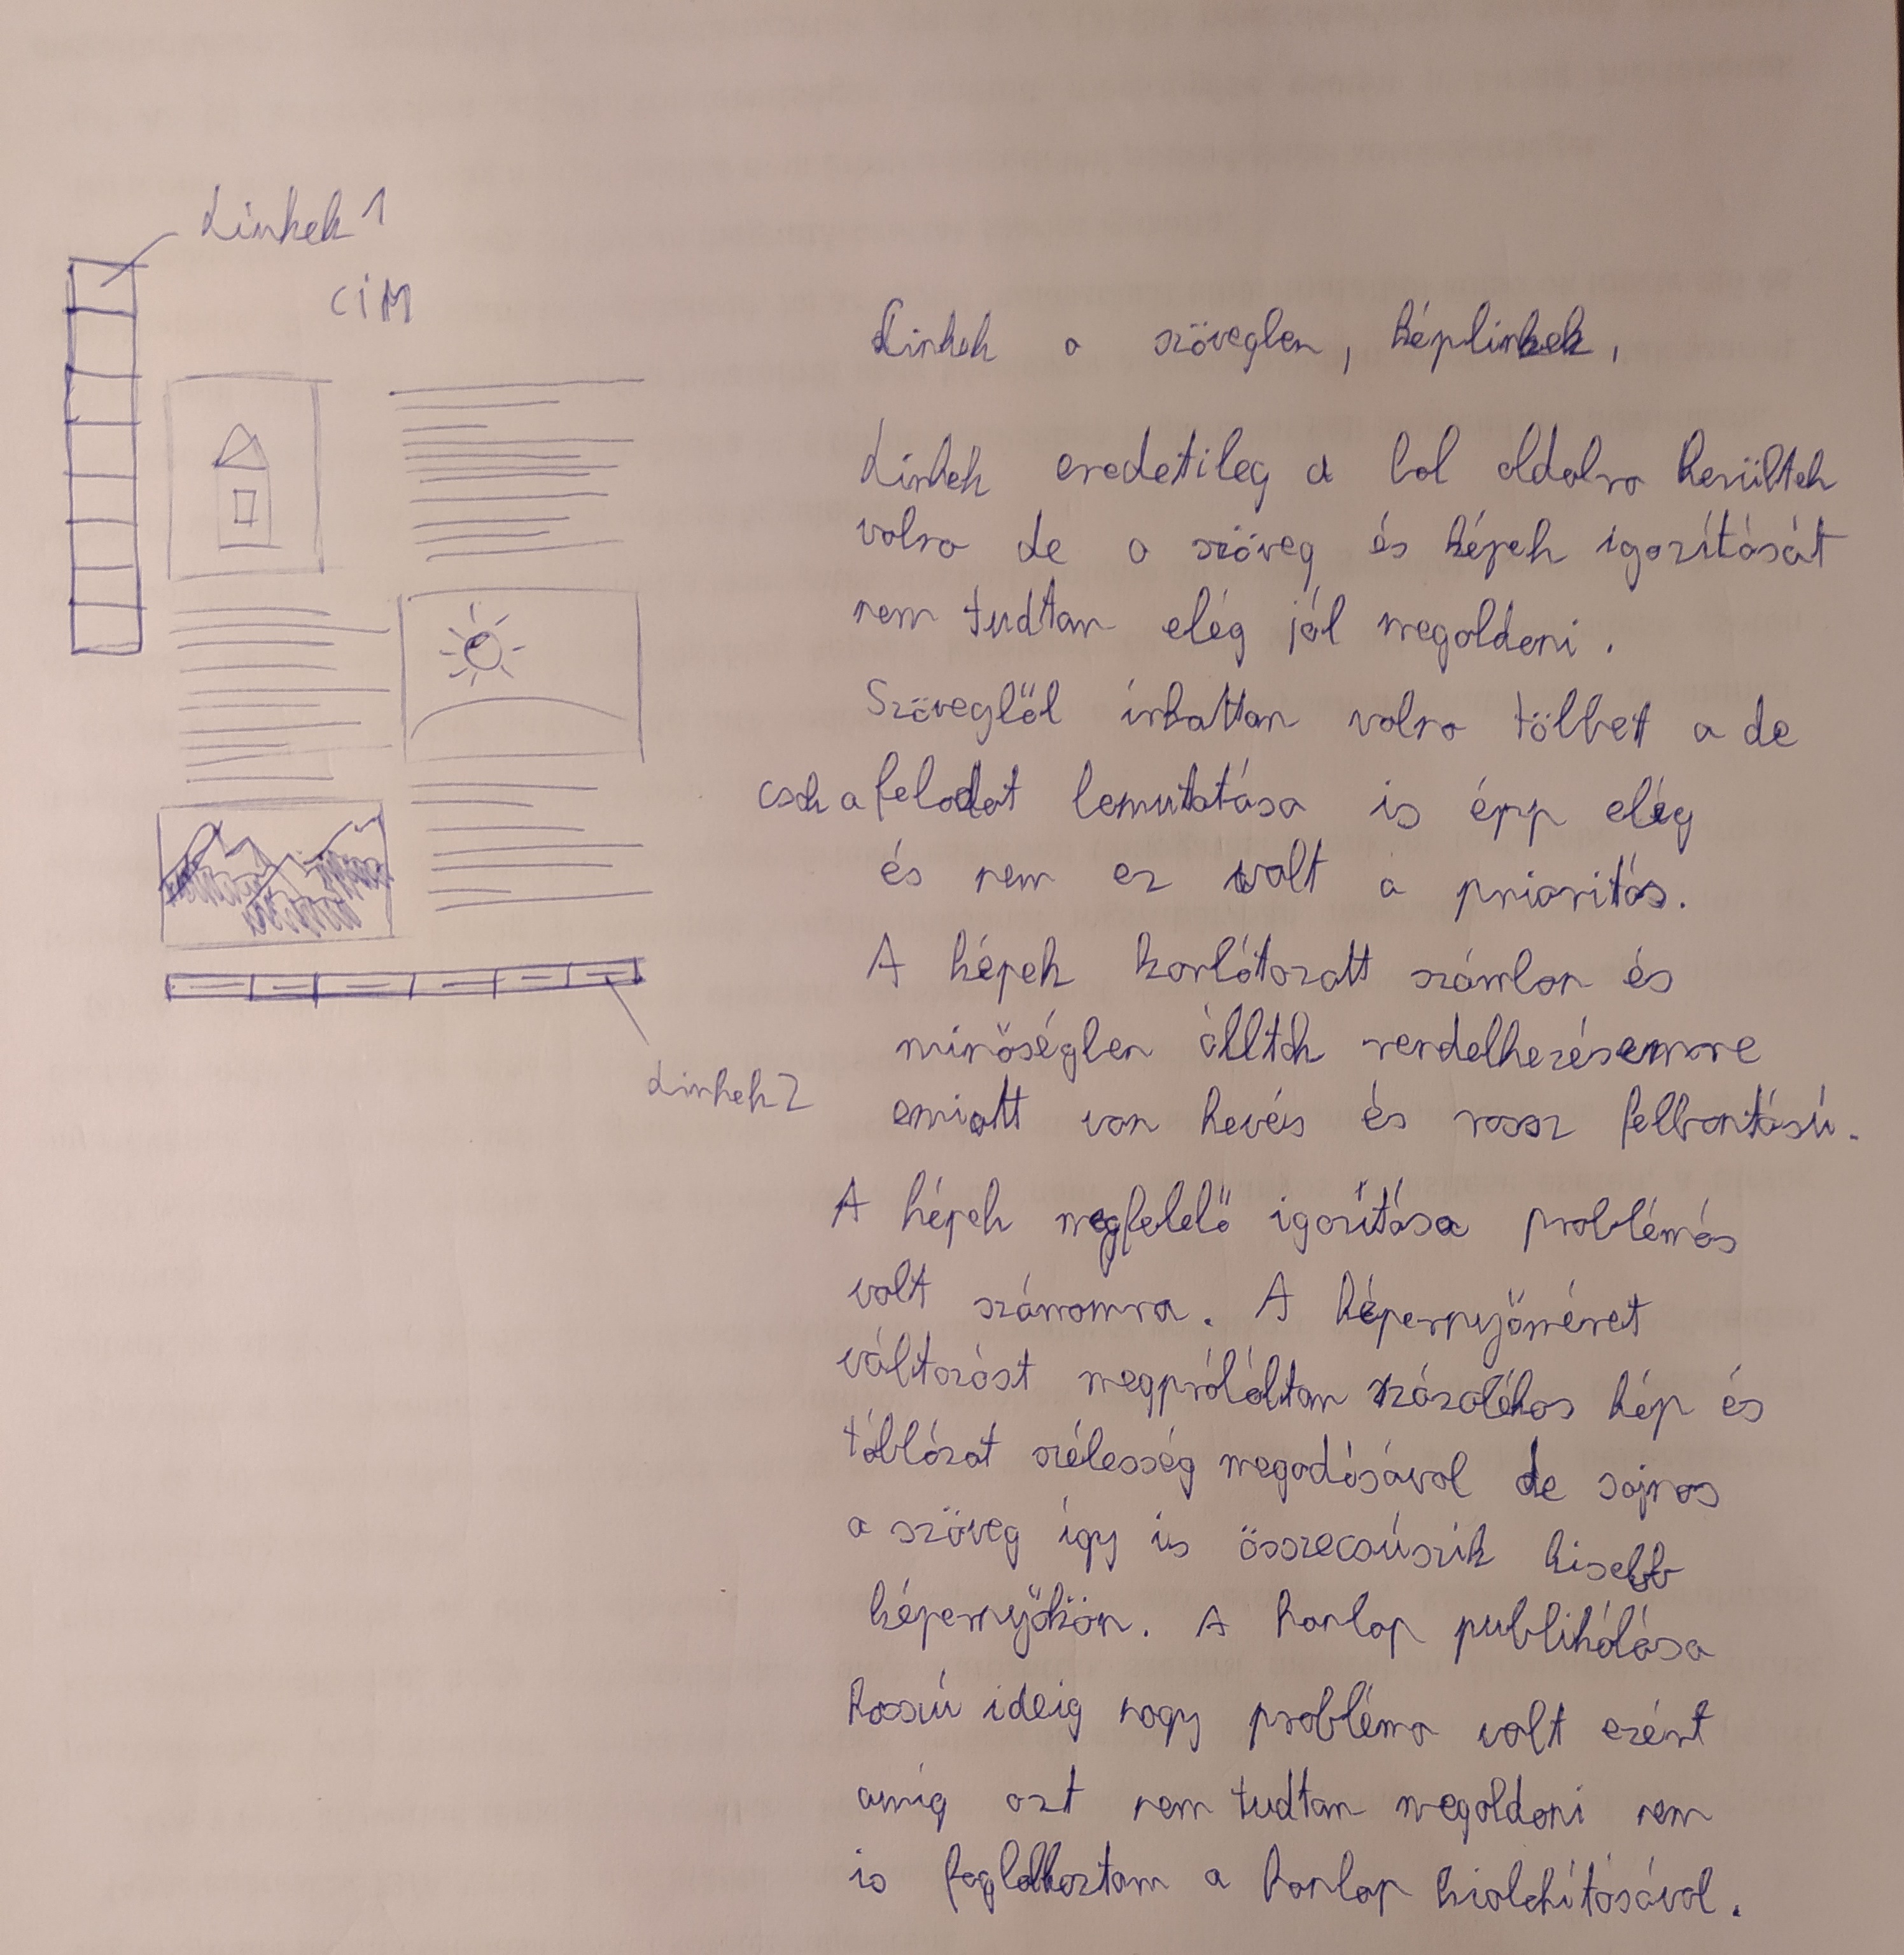 Linkek 1
CÍM
Linkek a szövegben, képlinkek,
Linkek eredetileg a bal oldalra kerültek
volna de a szöveg és képek igazítását
nem tudtam elég jól megoldani.
Szövegből írhattam volna többet a de
csak a feladat bemutatása is épp elég
és nem ez volt a prioritás.
A képek korlátozatt számban és
minőségben álltak rendelkezésemre
emiatt van kevés és rossz felbontású.
A képek megfelelő igazítása problémás
volt számomra. A képernyőméret
változást megpróbáltam százalékos kép és
táblázat szélesség megadásával de sajnos
a szöveg így is összecsúszik kisebb
képernyőkön. A honlap publikálása
hosszú ideig nagy probléma volt ezért
amíg azt nem tudtam megoldani nem
is foglalkoztam a honlap kialakításával.
Linkek 2